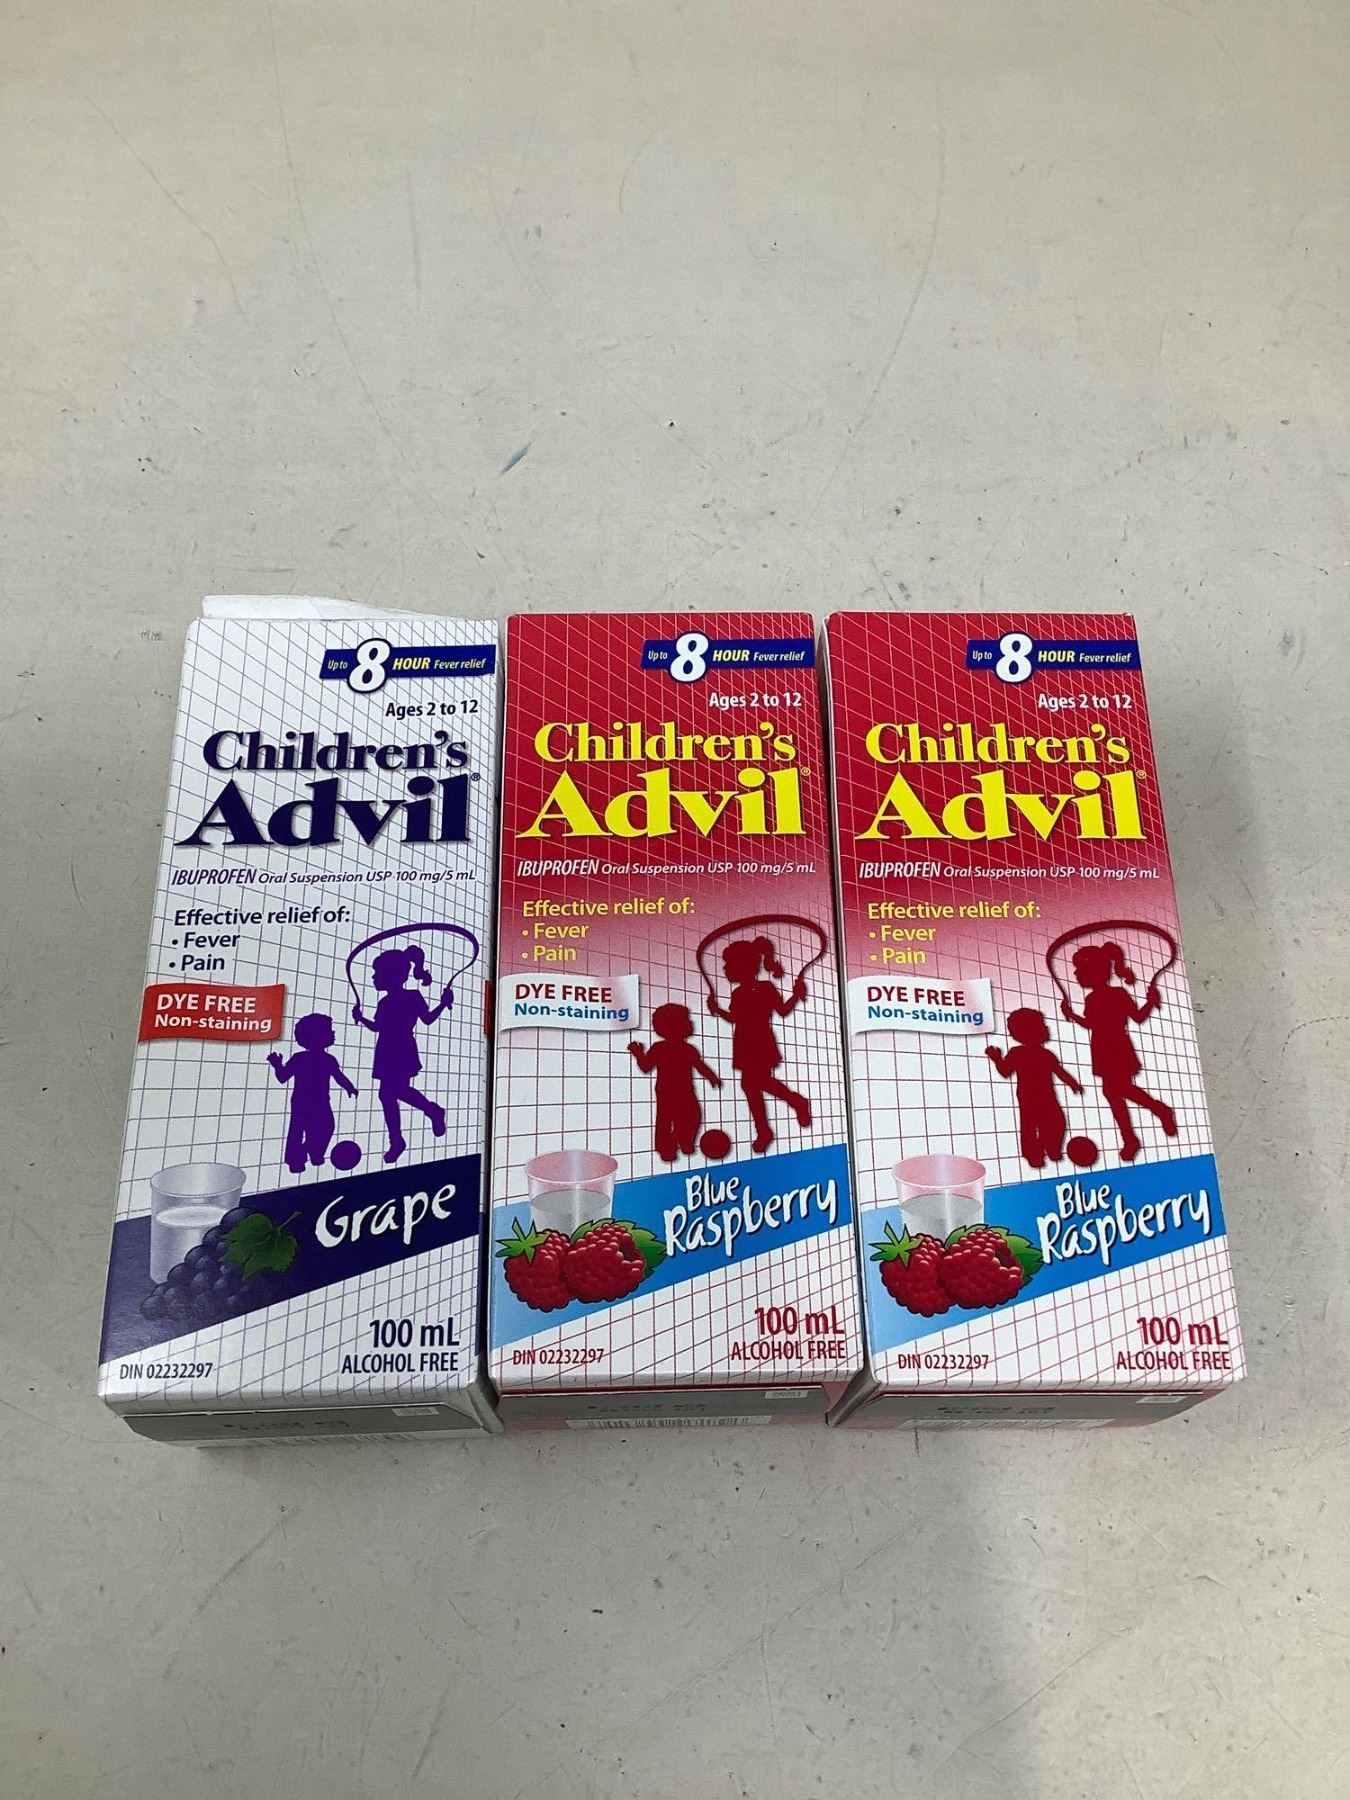 Up to 8 HOUR Fever relief
Ages 2 to 12
Children's
Advil®
IBUPROFEN Oral Suspension USP 100 mg/5 mL
Effective relief of:
• Fever
• Pain
DYE FREE
Non-staining
Grape
100 mL
ALCOHOL FREE
DIN 02232297
Up to 8 HOUR Fever relief
Ages 2 to 12
Children's
Advil®
IBUPROFEN Oral Suspension USP 100 mg/5 mL
Effective relief of:
• Fever
• Pain
DYE FREE
Non-staining
Blue
Raspberry
100 mL
ALCOHOL FREE
DIN 02232297
Up to 8 HOUR Fever relief
Ages 2 to 12
Children's
Advil®
IBUPROFEN Oral Suspension USP 100 mg/5 mL
Effective relief of:
• Fever
• Pain
DYE FREE
Non-staining
Blue
Raspberry
100 mL
ALCOHOL FREE
DIN 02232297